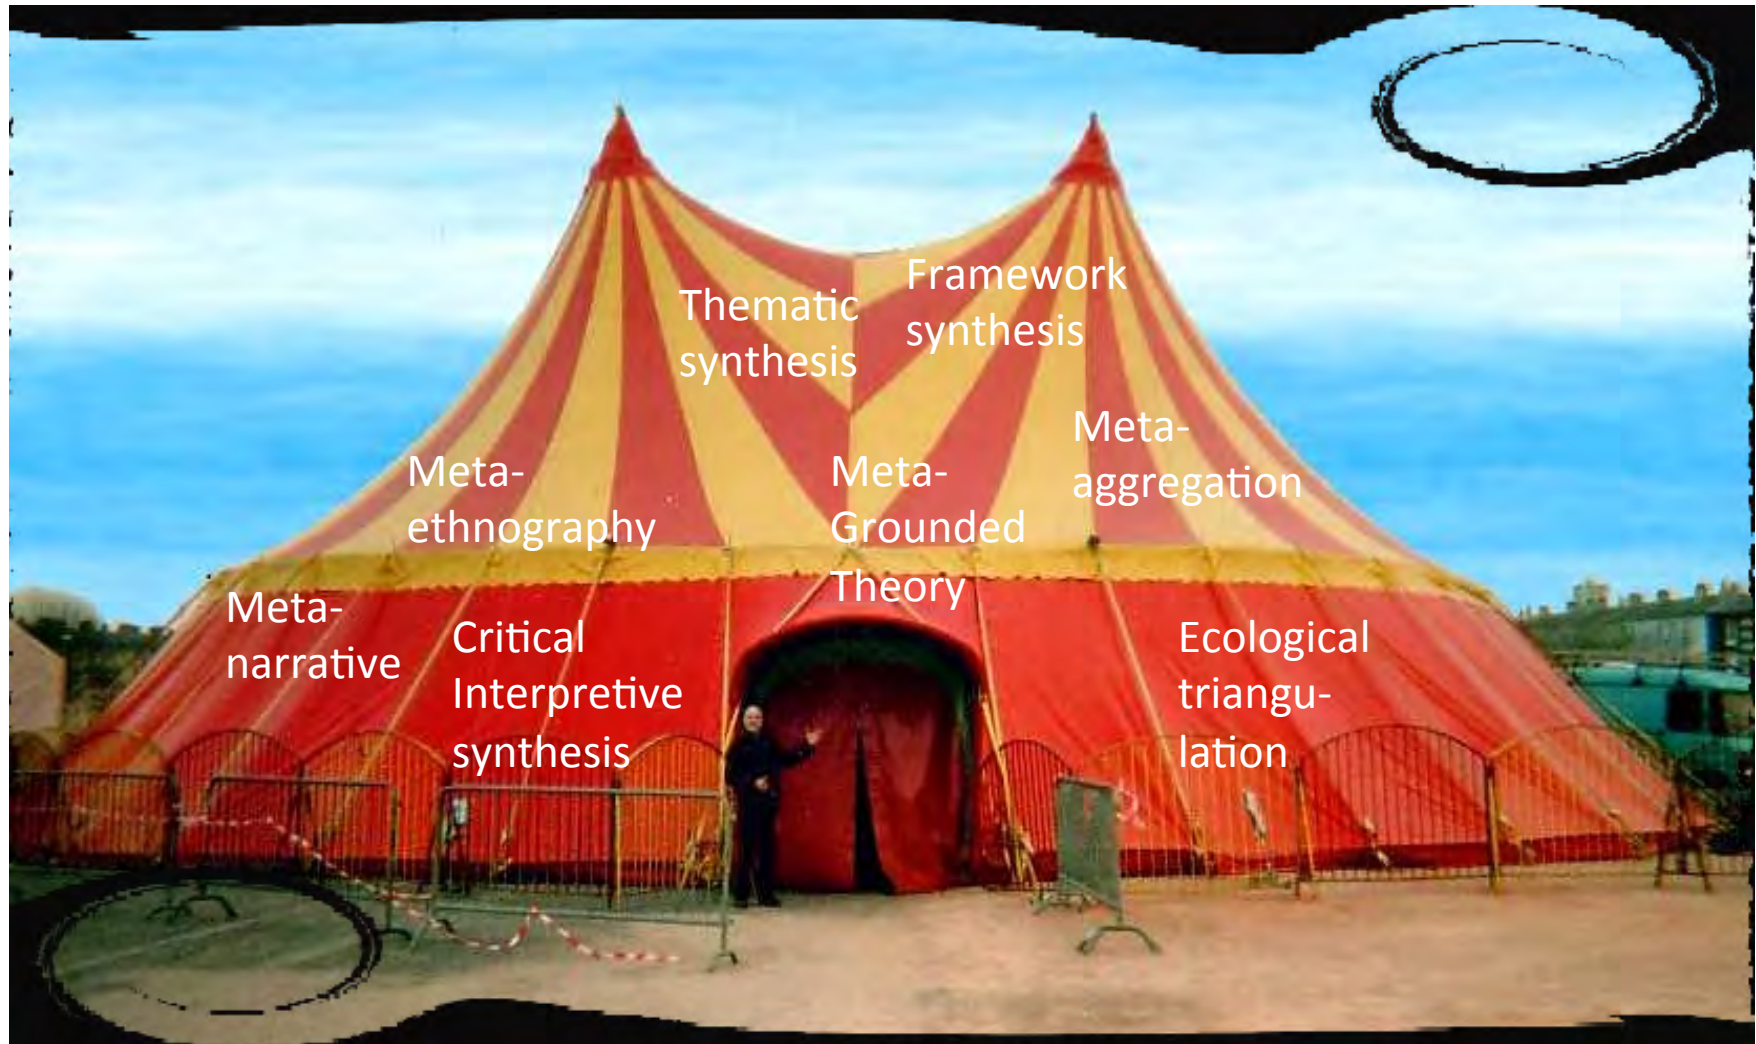 Framework
synthesis
Thematic
synthesis
Meta-
aggregation
Meta-
ethnography
Meta-
Grounded
Theory
Meta-
narrative
Critical
Interpretive
synthesis
Ecological
triangu-
lation